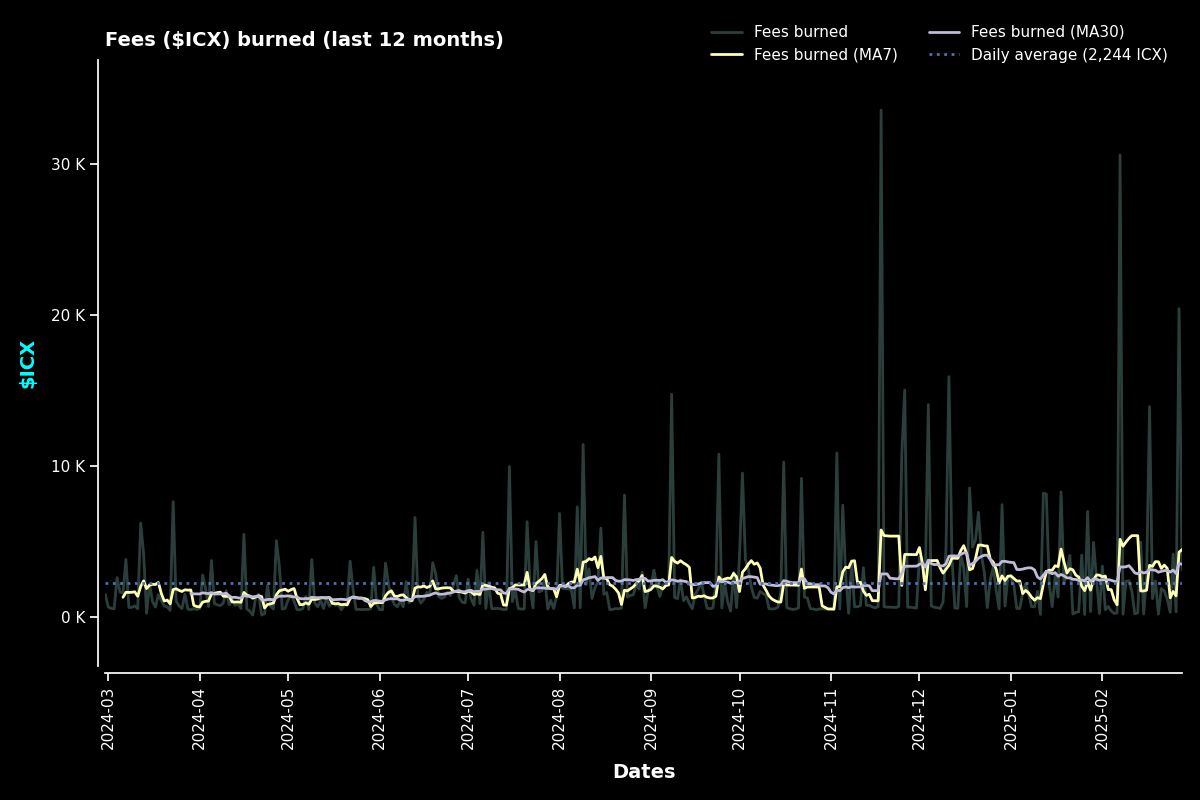 Fees ($ICX) burned (last 12 months)
Fees burned
Fees burned (MA7)
Fees burned (MA30)
Daily average (2,244 ICX)
$ICX
30 K
20 K
10 K
0 K
2024-03
2024-04
2024-05
2024-06
2024-07
2024-08
2024-09
2024-10
2024-11
2024-12
2025-01
2025-02
Dates